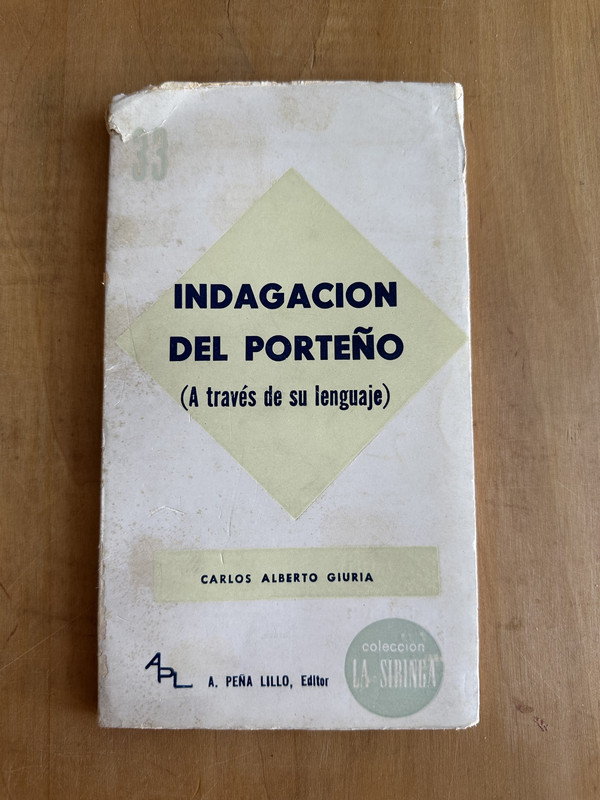 33
INDAGACION
DEL PORTEÑO
(A través de su lenguaje)
CARLOS ALBERTO GIURIA
APL
A. PEÑA LILLO, Editor
colección
LA SIRINGA